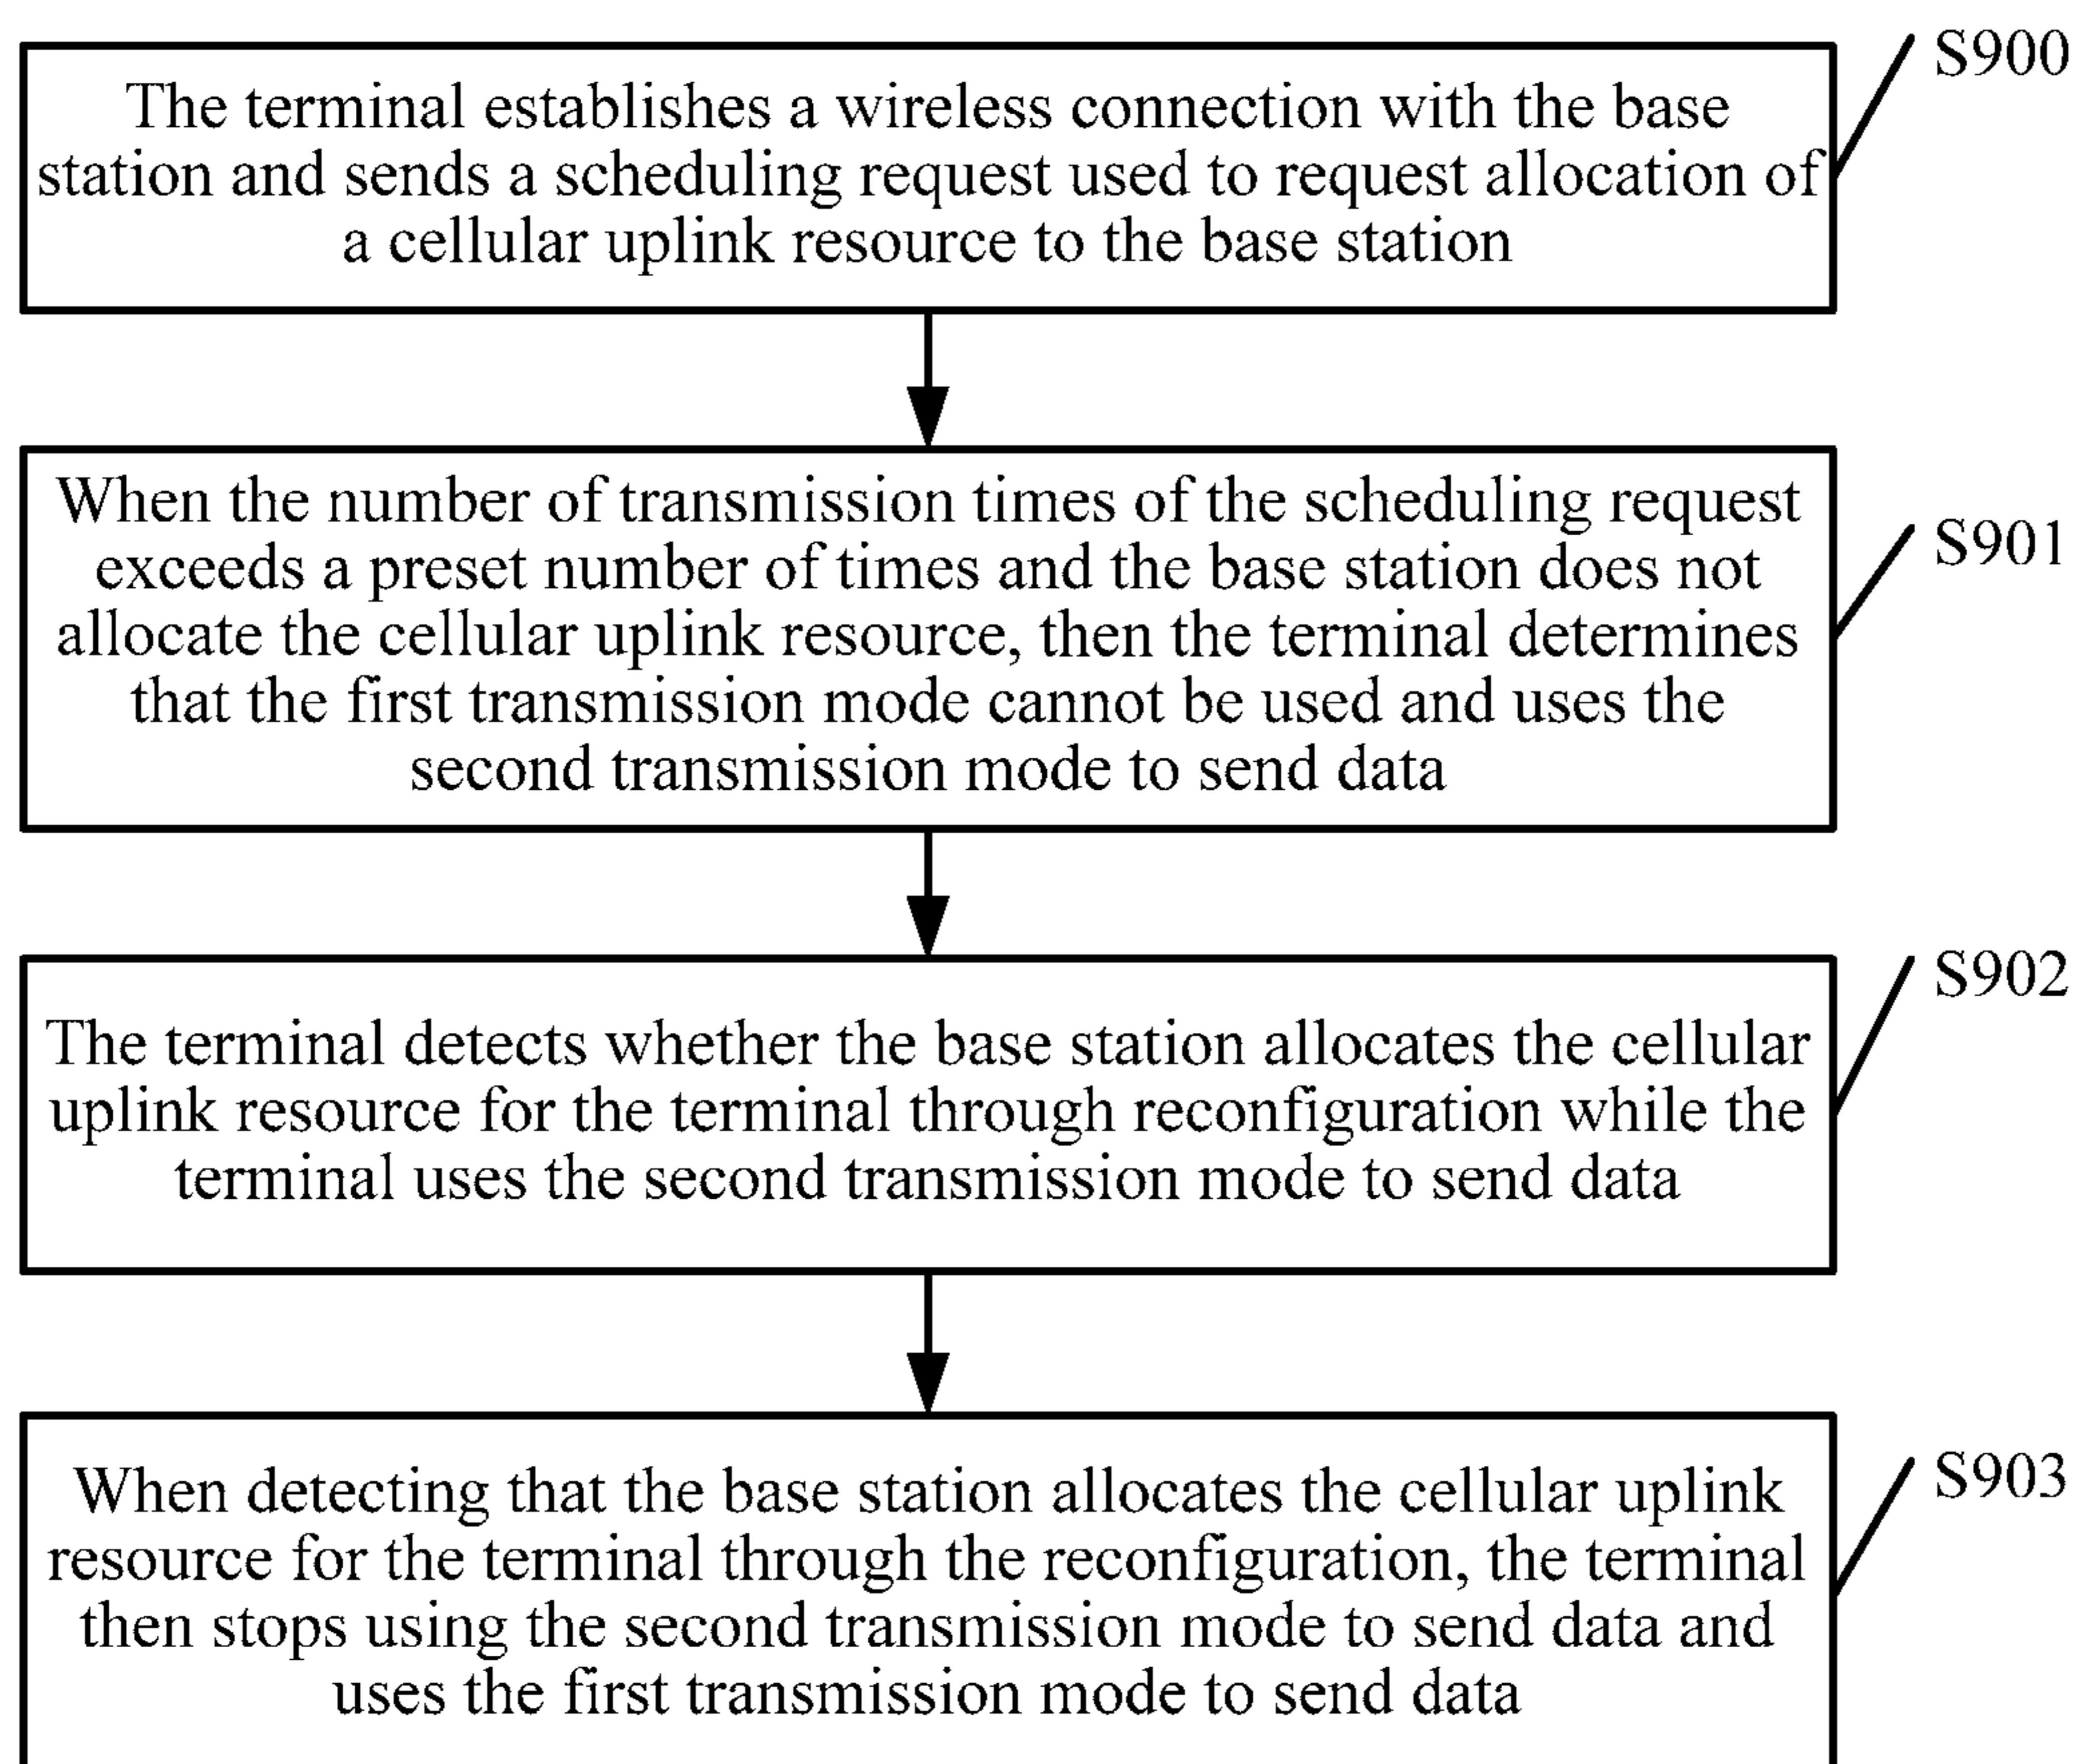 S900
The terminal establishes a wireless connection with the base
station and sends a scheduling request used to request allocation of
a cellular uplink resource to the base station
When the number of transmission times of the scheduling request
S901
exceeds a preset number of times and the base station does not
allocate the cellular uplink resource, then the terminal determines
that the first transmission mode cannot be used and uses the
second transmission mode to send data
S902
The terminal detects whether the base station allocates the cellular
uplink resource for the terminal through reconfiguration while the
terminal uses the second transmission mode to send data
S903
When detecting that the base station allocates the cellular uplink
resource for the terminal through the reconfiguration, the terminal
then stops using the second transmission mode to send data and
uses the first transmission mode to send data